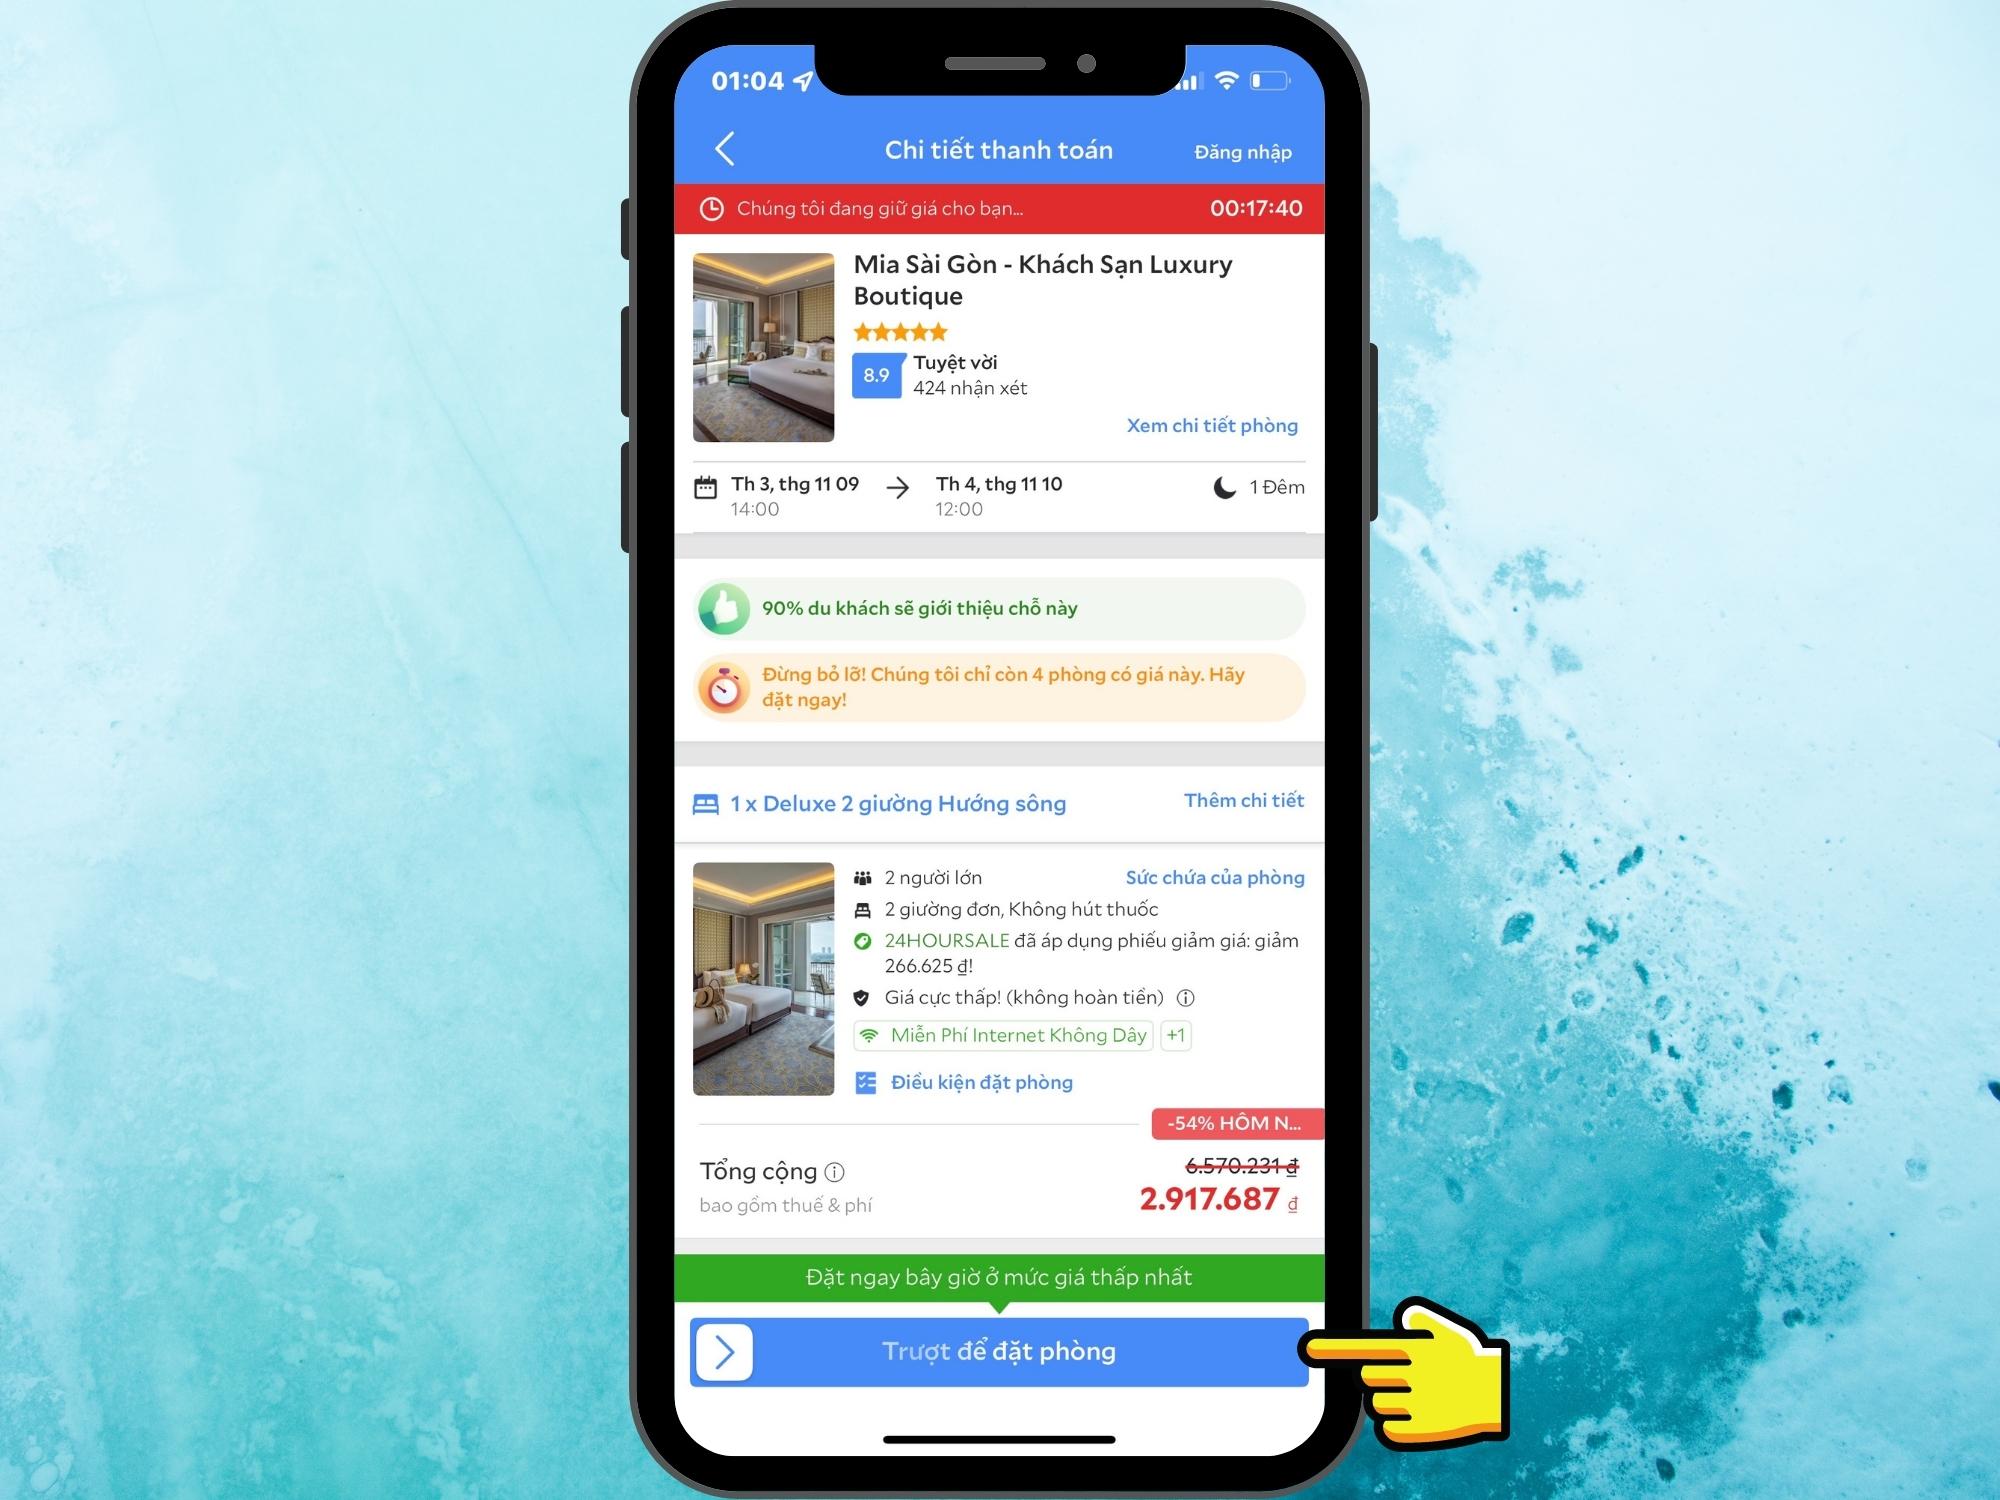 01:04
Chi tiết thanh toán
Đăng nhập
Chúng tôi đang giữ giá cho bạn...
00:17:40
Mia Sài Gòn - Khách Sạn Luxury
Boutique
8.9
Tuyệt vời
424 nhận xét
Xem chi tiết phòng
Th 3, thg 11 09
14:00
Th 4, thg 11 10
12:00
1 Đêm
90% du khách sẽ giới thiệu chỗ này
Đừng bỏ lỡ! Chúng tôi chỉ còn 4 phòng có giá này. Hãy
đặt ngay!
1 x Deluxe 2 giường Hướng sông
Thêm chi tiết
2 người lớn
Sức chứa của phòng
2 giường đơn, Không hút thuốc
24HOURSALE đã áp dụng phiếu giảm giá: giảm
266.625 ₫!
Giá cực thấp! (không hoàn tiền)
Miễn Phí Internet Không Dây
+1
Điều kiện đặt phòng
-54% HÔM N...
Tổng cộng
6.570.231 ₫
bao gồm thuế & phí
2.917.687 ₫
Đặt ngay bây giờ ở mức giá thấp nhất
Trượt để đặt phòng